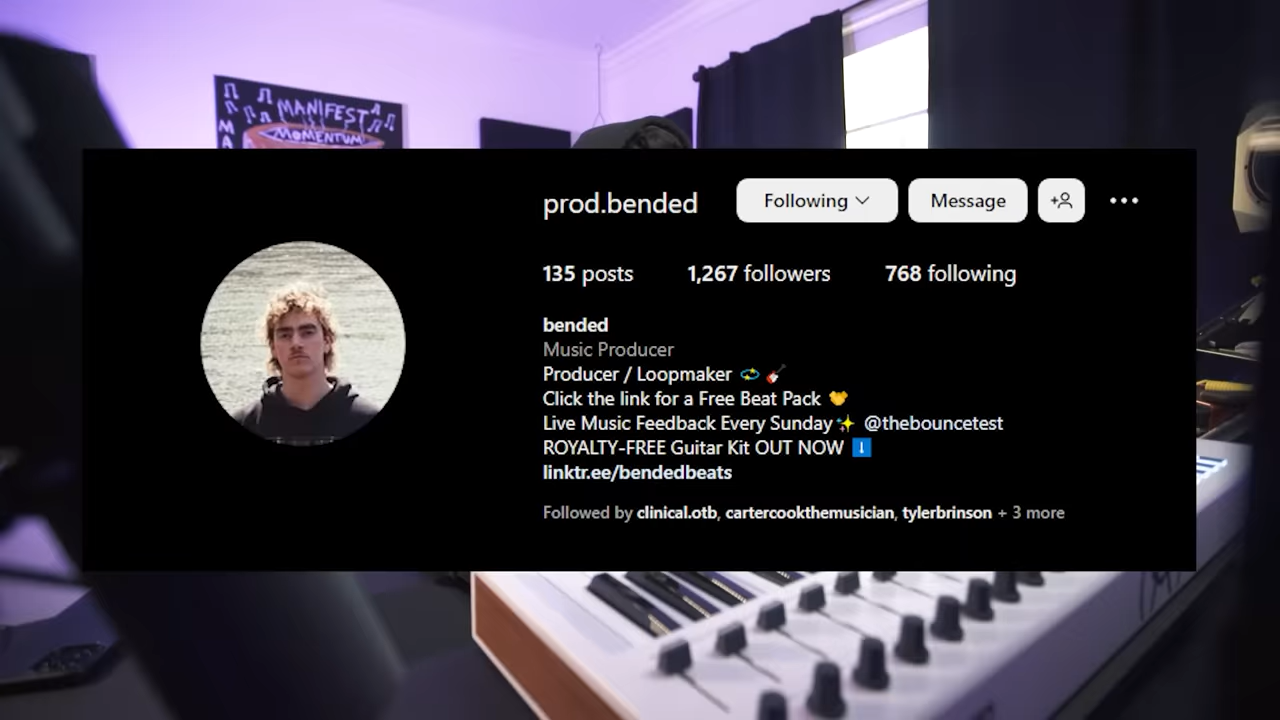 MANIFEST
MOMENTUM
MA
prod.bended
Following
Message
135 posts
1,267 followers
768 following
bended
Music Producer
Producer / Loopmaker 💫 🎸
Click the link for a Free Beat Pack 🤝
Live Music Feedback Every Sunday✨ @thebouncetest
ROYALTY-FREE Guitar Kit OUT NOW ⬇️
linktr.ee/bendedbeats
Followed by clinical.otb, cartercookthemusician, tylerbrinson + 3 more